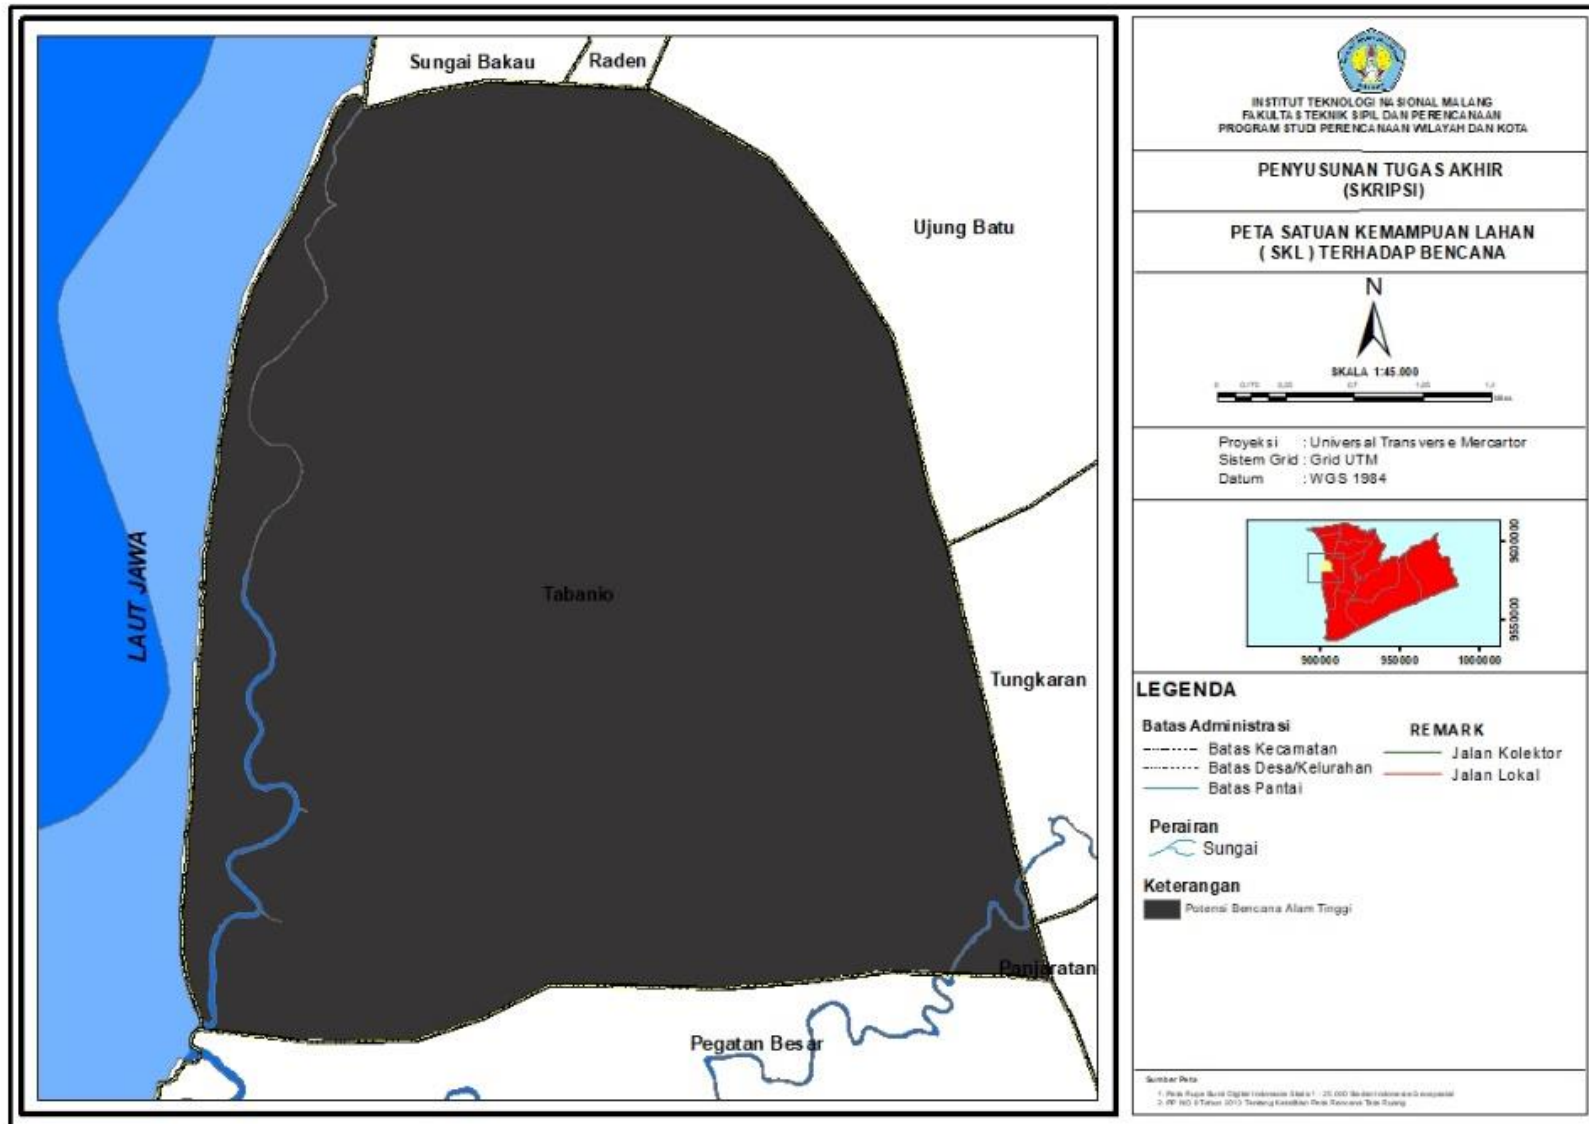 Sungai Bakau
Raden
Ujung Batu
LAUT JAWA
Tabanio
Tungkaran
Panjaratan
Pegatan Besar
INSTITUT TEKNOLOGI NASIONAL MALANG
FAKULTAS TEKNIK SIPIL DAN PERENCANAAN
PROGRAM STUDI PERENCANAAN WILAYAH DAN KOTA
PENYUSUNAN TUGAS AKHIR
(SKRIPSI)
PETA SATUAN KEMAMPUAN LAHAN
( SKL ) TERHADAP BENCANA
N
SKALA 1:45.000
Proyeksi : Universal Transverse Mercartor
Sistem Grid : Grid UTM
Datum : WGS 1984
9600000
9550000
900000 950000 1000000
LEGENDA
Batas Administrasi
Batas Kecamatan
Batas Desa/Kelurahan
Batas Pantai
REMARK
Jalan Kolektor
Jalan Lokal
Perairan
Sungai
Keterangan
Potensi Bencana Alam Tinggi
Sumber Peta